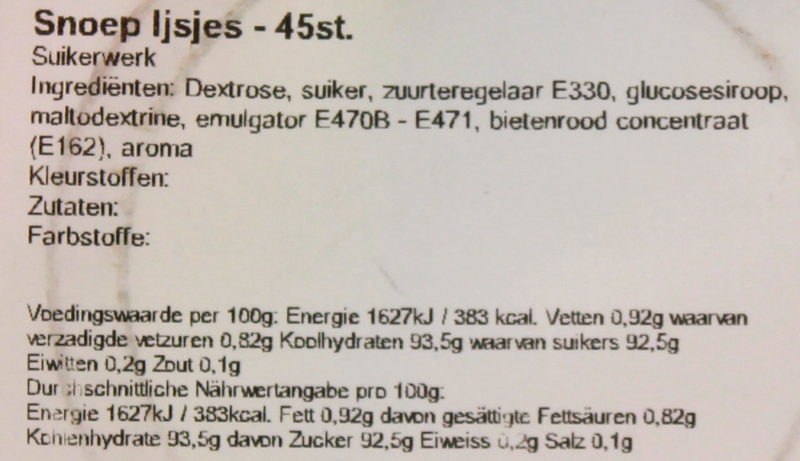 Snoep Ijsjes - 45st.
Suikerwerk
Ingrediënten: Dextrose, suiker, zuurteregelaar E330, glucosesiroop,
maltodextrine, emulgator E470B - E471, bietenrood concentraat
(E162), aroma
Kleurstoffen:
Zutaten:
Farbstoffe:
Voedingswaarde per 100g: Energie 1627kJ / 383 kcal. Vetten 0,92g waarvan
verzadigde vetzuren 0,82g Koolhydraten 93,5g waarvan suikers 92,5g
Eiwitten 0,2g Zout 0,1g
Durchschnittliche Nährwertangabe pro 100g:
Energie 1627kJ / 383kcal. Fett 0,92g davon gesättigte Fettsäuren 0,82g
Kohlenhydrate 93,5g davon Zucker 92,5g Eiweiss 0,2g Salz 0,1g